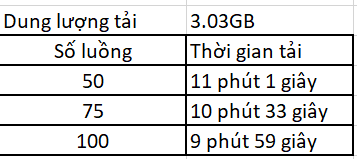 Dung lượng tải 3.03GB
Số luồng Thời gian tải
50 11 phút 1 giây
75 10 phút 33 giây
100 9 phút 59 giây